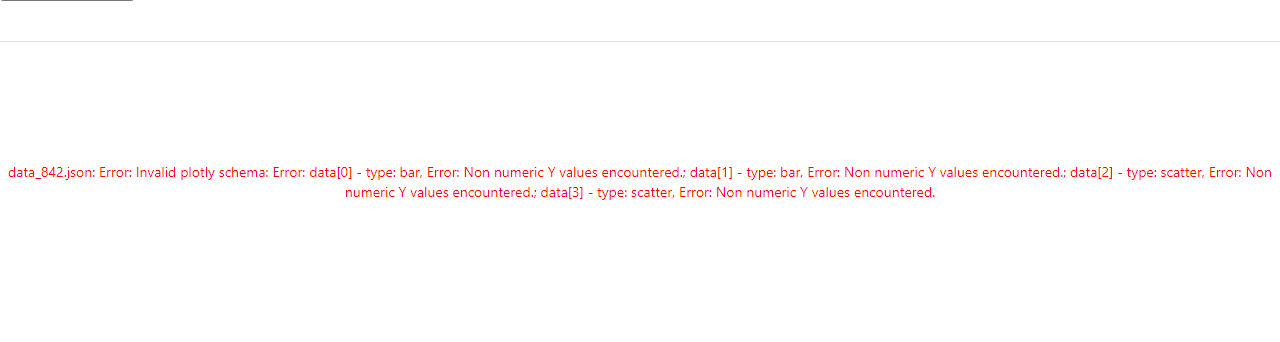 data_842.json: Error: Invalid plotly schema: Error: data[0] - type: bar, Error: Non numeric Y values encountered.; data[1] - type: bar, Error: Non numeric Y values encountered.; data[2] - type: scatter, Error: Non
numeric Y values encountered.; data[3] - type: scatter, Error: Non numeric Y values encountered.